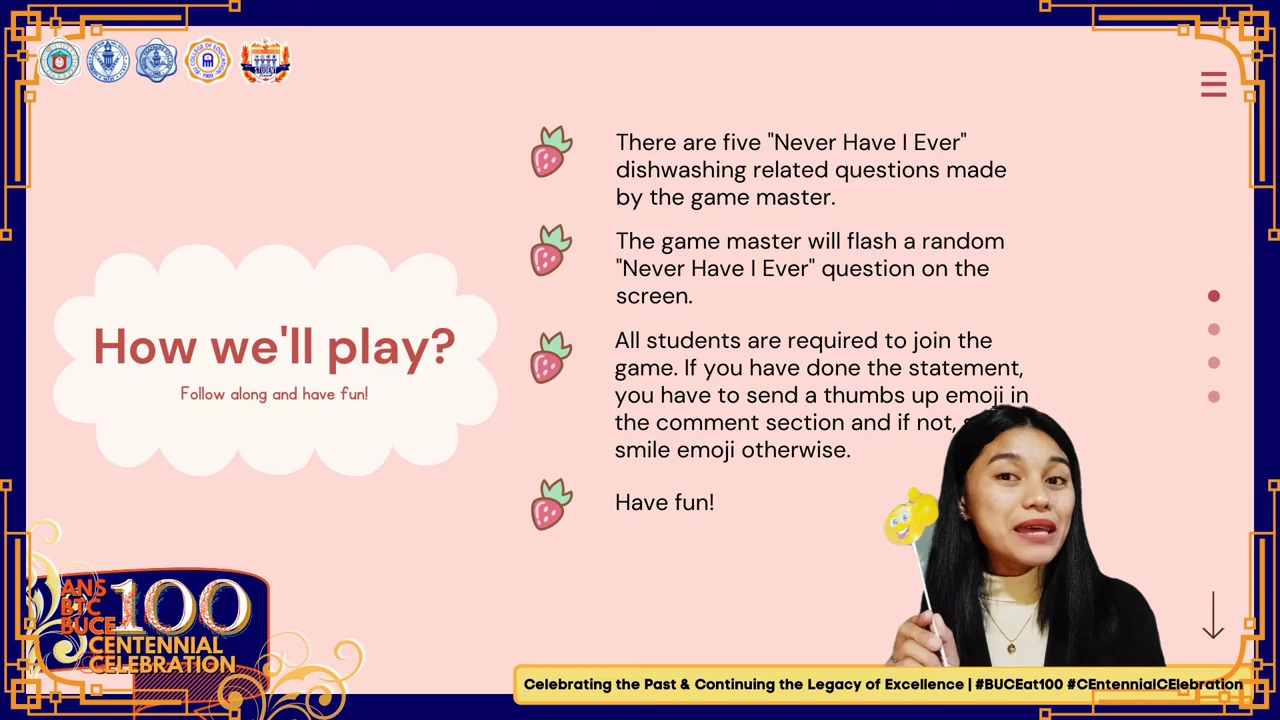 There are five "Never Have I Ever"
dishwashing related questions made
by the game master.
The game master will flash a random
"Never Have I Ever" question on the
screen.
How we'll play?
Follow along and have fun!
All students are required to join the
game. If you have done the statement,
you have to send a thumbs up emoji in
the comment section and if not,
smile emoji otherwise.
Have fun!
ANS
BTC
BUCE
100
CENTENNIAL
CELEBRATION
Celebrating the Past & Continuing the Legacy of Excellence | #BUCEat100 #CEntennialCElebration